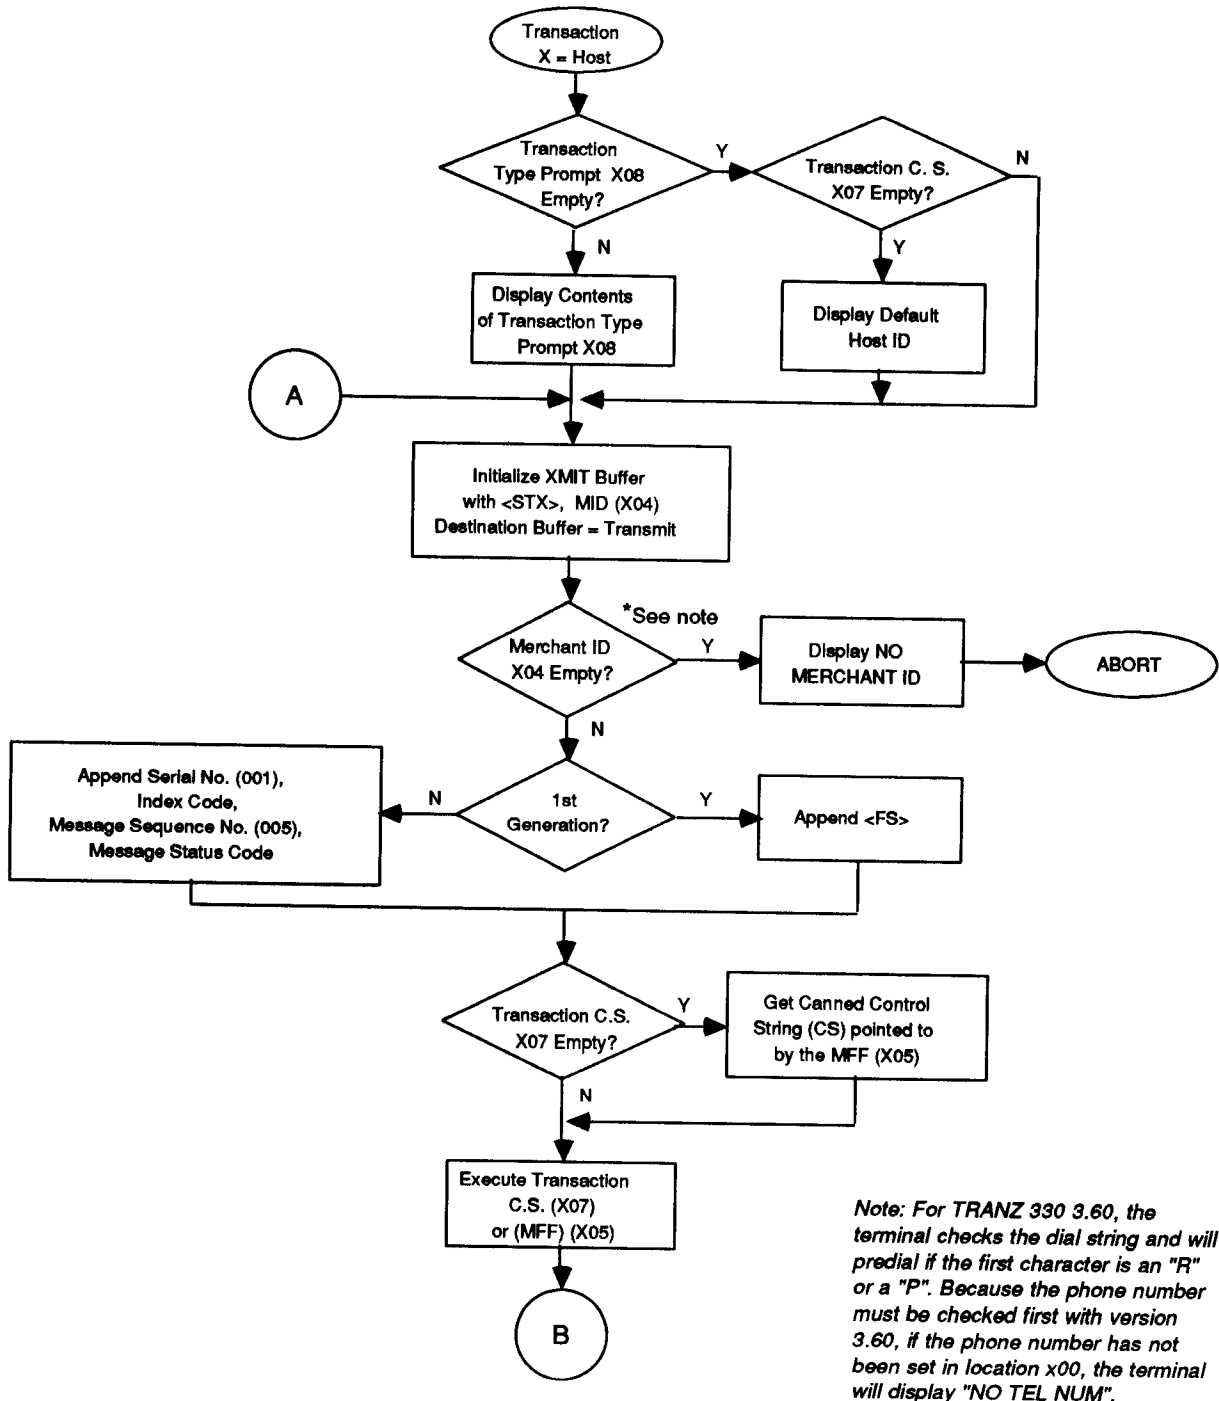 Transaction
X = Host
Transaction
Type Prompt X08
Empty?
Y
Transaction C. S.
X07 Empty?
N
N
Y
Display Contents
of Transaction Type
Prompt X08
Display Default
Host ID
A
Initialize XMIT Buffer
with <STX>, MID (X04)
Destination Buffer = Transmit
*See note
Merchant ID
X04 Empty?
Y
Display NO
MERCHANT ID
ABORT
N
Append Serial No. (001),
Index Code,
Message Sequence No. (005),
Message Status Code
N
1st
Generation?
Y
Append <FS>
Transaction C.S.
X07 Empty?
Y
Get Canned Control
String (CS) pointed to
by the MFF (X05)
N
Execute Transaction
C.S. (X07)
or (MFF) (X05)
B
Note: For TRANZ 330 3.60, the
terminal checks the dial string and will
predial if the first character is an "R"
or a "P". Because the phone number
must be checked first with version
3.60, if the phone number has not
been set in location x00, the terminal
will display "NO TEL NUM".